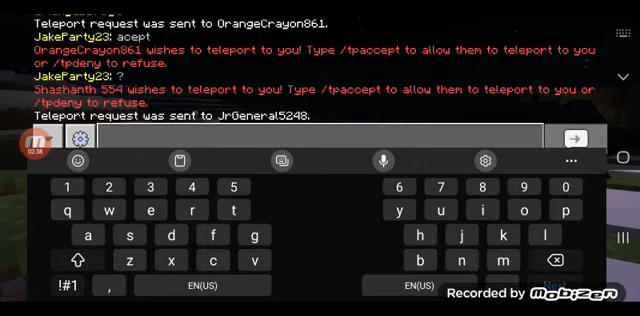 Teleport request was sent to OrangeCrayon861.
JakeParty23: acept
OrangeCrayon861 wishes to teleport to you! Type /tpaccept to allow them to teleport to you
or /tpdeny to refuse.
JakeParty23: ?
Shashanth 554 wishes to teleport to you! Type /tpaccept to allow them to teleport to you or
/tpdeny to refuse.
Teleport request was sent to JrGeneral5248.
02:38
1 2 3 4 5 6 7 8 9 0
q w e r t y u i o p
a s d f g h j k l
z x c v b n m
!#1 , EN(US) EN(US) Next
Recorded by mobizen